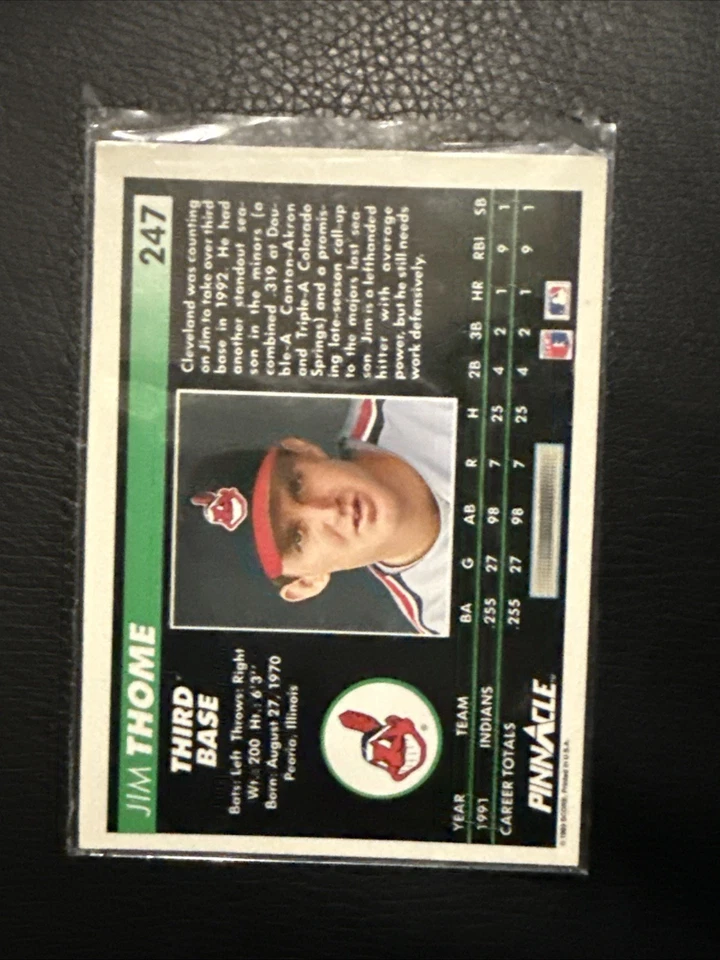 JIM THOME 247
THIRD
BASE
Bats: Left Throws: Right
Wt.: 200 Ht.: 6'3"
Born: August 27, 1970
Peoria, Illinois
Cleveland was counting
on Jim to take over third
base in 1992. He had
another standout sea-
son in the minors (a
combined .319 at Dou-
ble-A Canton-Akron
and Triple-A Colorado
Springs) and a promis-
ing late-season call-up
to the majors last sea-
son. Jim is a lefthanded
hitter with average
power, but he still needs
work defensively.
YEAR TEAM BA G AB R H 2B 3B HR RBI SB
1991 INDIANS .255 27 98 7 25 4 2 1 9 1
CAREER TOTALS .255 27 98 7 25 4 2 1 9 1
PINNACLE
SCORE, Printed in U.S.A.